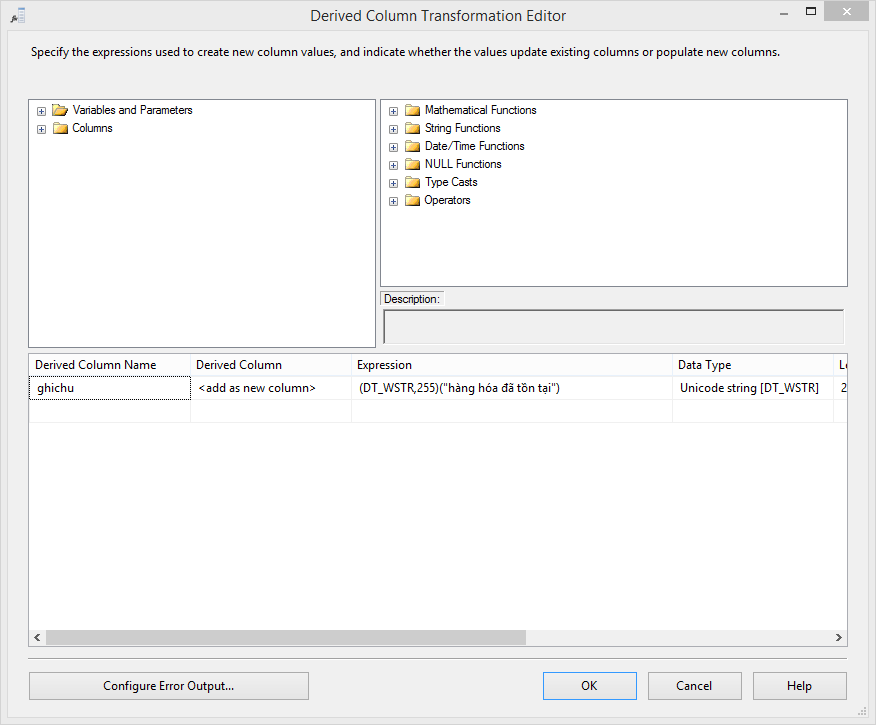 Derived Column Transformation Editor
Specify the expressions used to create new column values, and indicate whether the values update existing columns or populate new columns.
Variables and Parameters
Columns
Mathematical Functions
String Functions
Date/Time Functions
NULL Functions
Type Casts
Operators
Description:
Derived Column Name Derived Column Expression Data Type
ghichu <add as new column> (DT_WSTR,255)("hàng hóa đã tồn tại") Unicode string [DT_WSTR] 2
Configure Error Output... OK Cancel Help